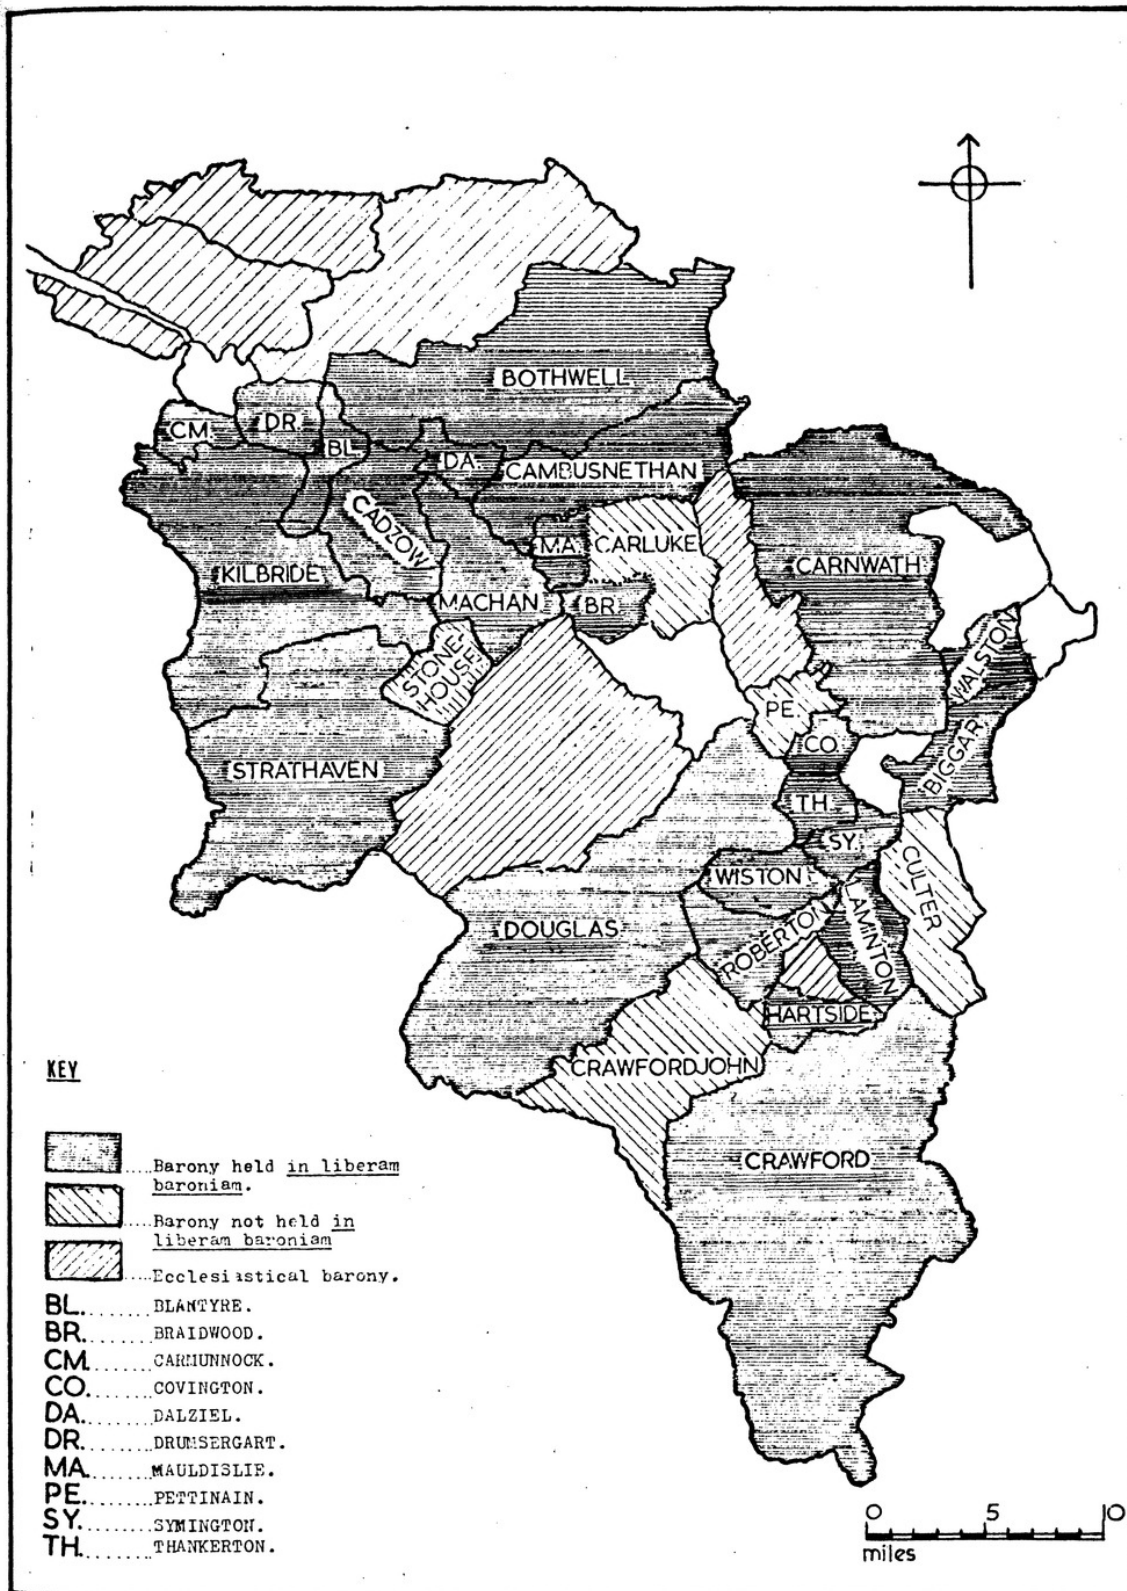 BOTHWELL
CM.
DR.
BL.
DA.
CAMBUSNETHAN
CADZOW
MA.
CARLUKE
CARNWATH
KILBRIDE
MACHAN
BR.
WALSTON
STONE-
HOUSE
PE.
CO.
BIGGAR
STRATHAVEN
TH.
SY.
WISTON
CULTER
LAMINTON
ROBERTON
DOUGLAS
HARTSIDE
CRAWFORDJOHN
CRAWFORD
KEY
....Barony held in liberam
baroniam.
....Barony not held in
liberam baroniam
....Ecclesiastical barony.
BL........BLANTYRE.
BR........BRAIDWOOD.
CM........CARMUNNOCK.
CO........COVINGTON.
DA........DALZIEL.
DR........DRUMSERGART.
MA........MAULDISLIE.
PE........PETTINAIN.
SY........SYMINGTON.
TH........THANKERTON.
0 5 10
miles